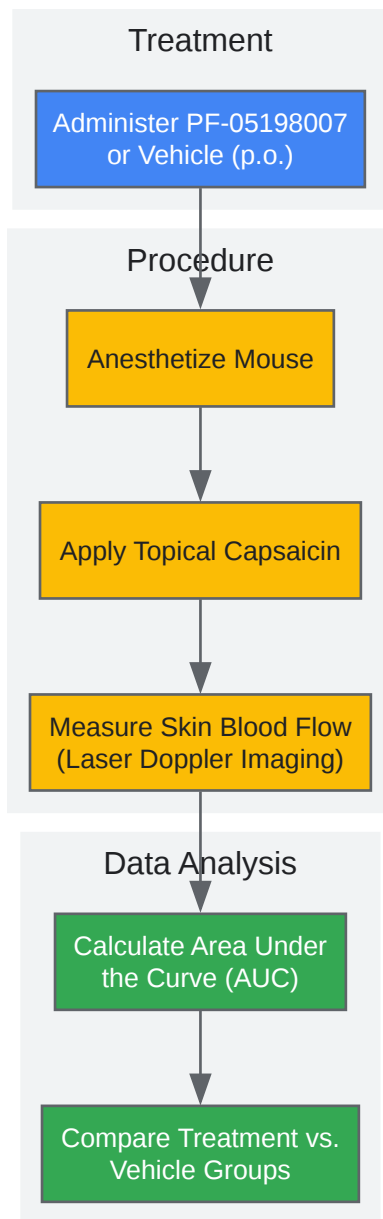 Treatment
Administer PF-05198007
or Vehicle (p.o.)
Procedure
Anesthetize Mouse
Apply Topical Capsaicin
Measure Skin Blood Flow
(Laser Doppler Imaging)
Data Analysis
Calculate Area Under
the Curve (AUC)
Compare Treatment vs.
Vehicle Groups